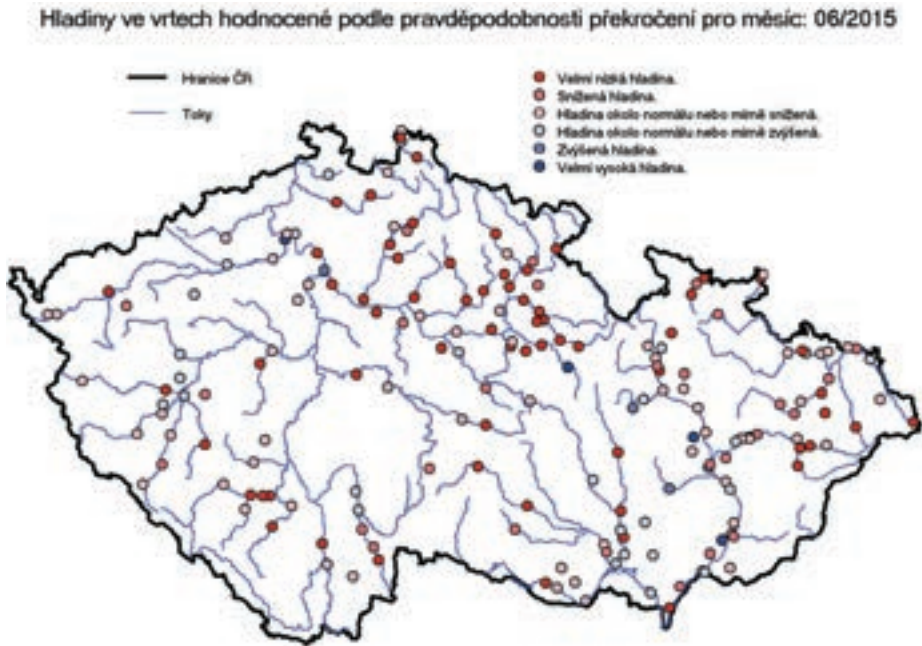 Hladiny ve vrtech hodnocené podle pravděpodobnosti překročení pro měsíc: 06/2015
Hranice ČR
Toky
Velmi nízká hladina.
Snížená hladina.
Hladina okolo normálu nebo mírně snížená.
Hladina okolo normálu nebo mírně zvýšená.
Zvýšená hladina.
Velmi vysoká hladina.